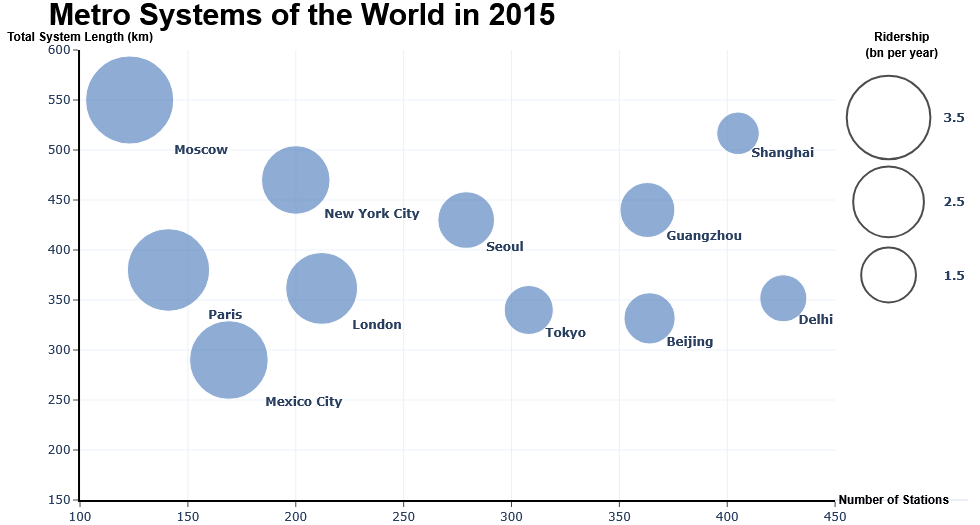 Metro Systems of the World in 2015
Total System Length (km)
Ridership
(bn per year)
600
550
500
450
400
350
300
250
200
150
Moscow
New York City
Seoul
Shanghai
Guangzhou
Paris
London
Tokyo
Beijing
Delhi
Mexico City
3.5
2.5
1.5
Number of Stations
100
150
200
250
300
350
400
450